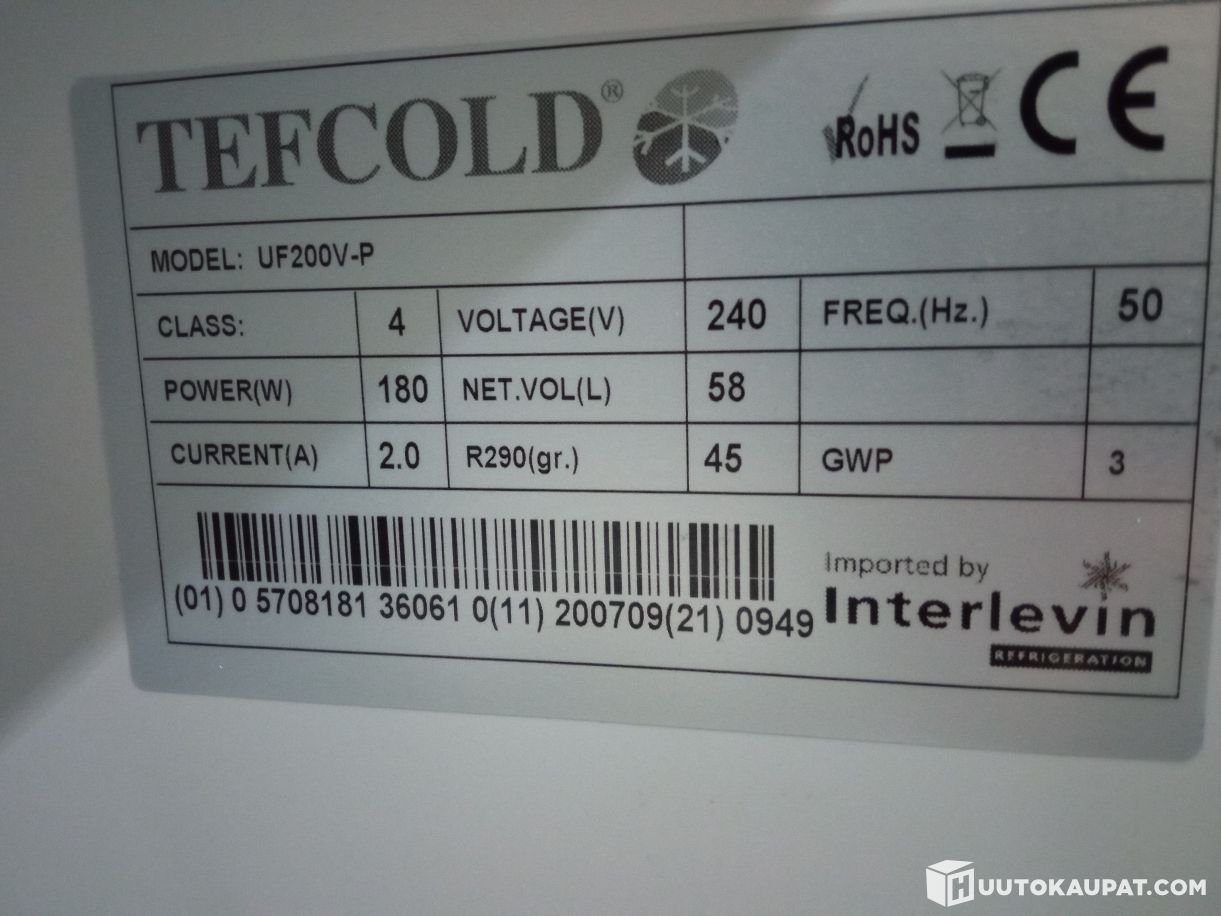 TEFCOLD® RoHS CE
MODEL: UF200V-P
CLASS: 4 VOLTAGE(V) 240 FREQ.(Hz.) 50
POWER(W) 180 NET.VOL(L) 58
CURRENT(A) 2.0 R290(gr.) 45 GWP 3
(01) 0 5708181 36061 0(11) 200709(21) 0949
Imported by
Interlevin
REFRIGERATION
HUUTOKAUPAT.COM